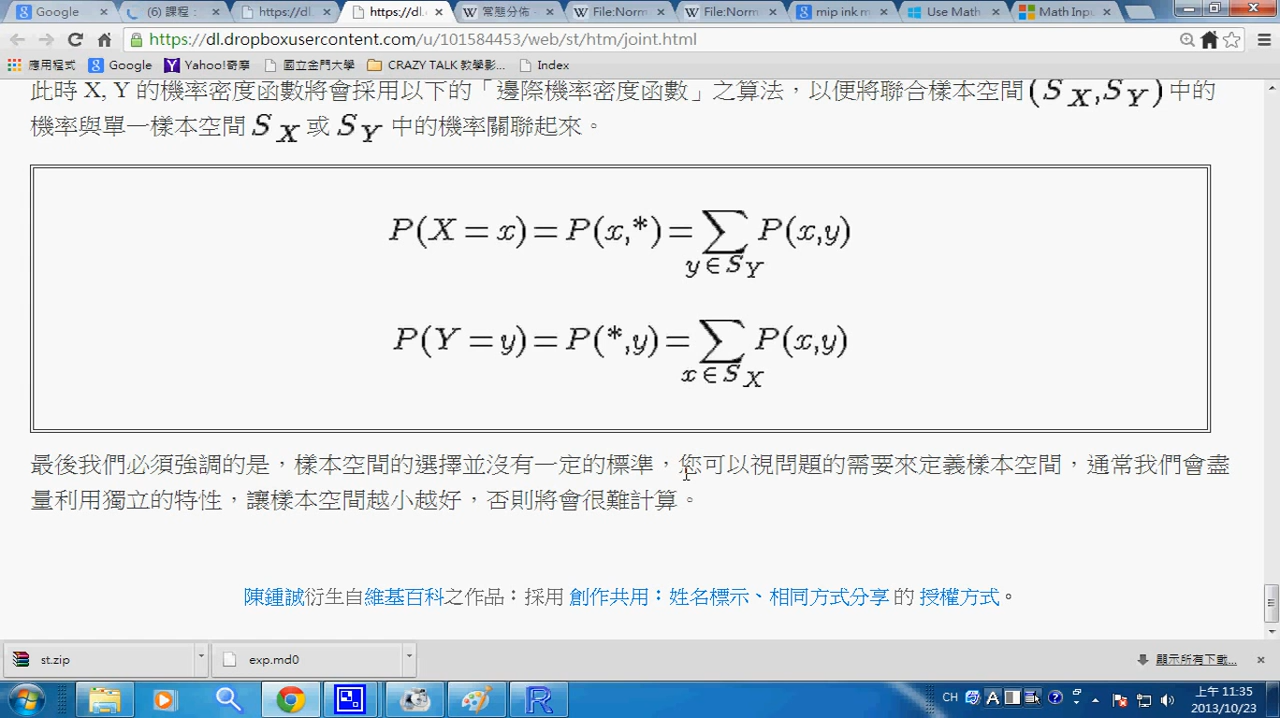 Google
(6) 課程：
https://dl.
https://dl.
常態分佈 -
File:Norm
File:Norm
mip ink m
Use Math
Math Inpu
https://dl.dropboxusercontent.com/u/101584453/web/st/htm/joint.html
應用程式
Google
Yahoo!奇摩
國立金門大學
CRAZY TALK 教學影...
Index
此時 X, Y 的機率密度函數將會採用以下的「邊際機率密度函數」之算法，以便將聯合樣本空間 (S_X,S_Y) 中的
機率與單一樣本空間 S_X 或 S_Y 中的機率關聯起來。
P(X = x) = P(x,*) = ∑_{y∈S_Y} P(x,y)
P(Y = y) = P(*,y) = ∑_{x∈S_X} P(x,y)
最後我們必須強調的是，樣本空間的選擇並沒有一定的標準，您可以視問題的需要來定義樣本空間，通常我們會盡
量利用獨立的特性，讓樣本空間越小越好，否則將會很難計算。
陳鍾誠衍生自維基百科之作品：採用 創作共用：姓名標示、相同方式分享 的 授權方式。
st.zip
exp.md0
顯示所有下載...
CH
上午 11:35
2013/10/23